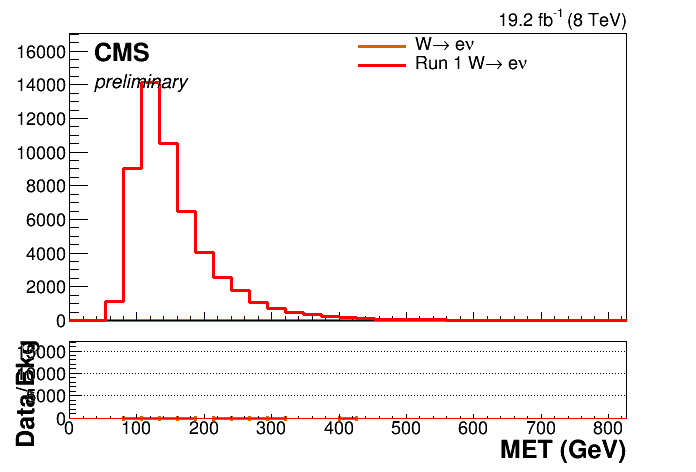 19.2 fb⁻¹ (8 TeV)
CMS
preliminary
W→ eν
Run 1 W→ eν
16000
14000
12000
10000
8000
6000
4000
2000
0
Data/Bkg
0
0 100 200 300 400 500 600 700 800
MET (GeV)